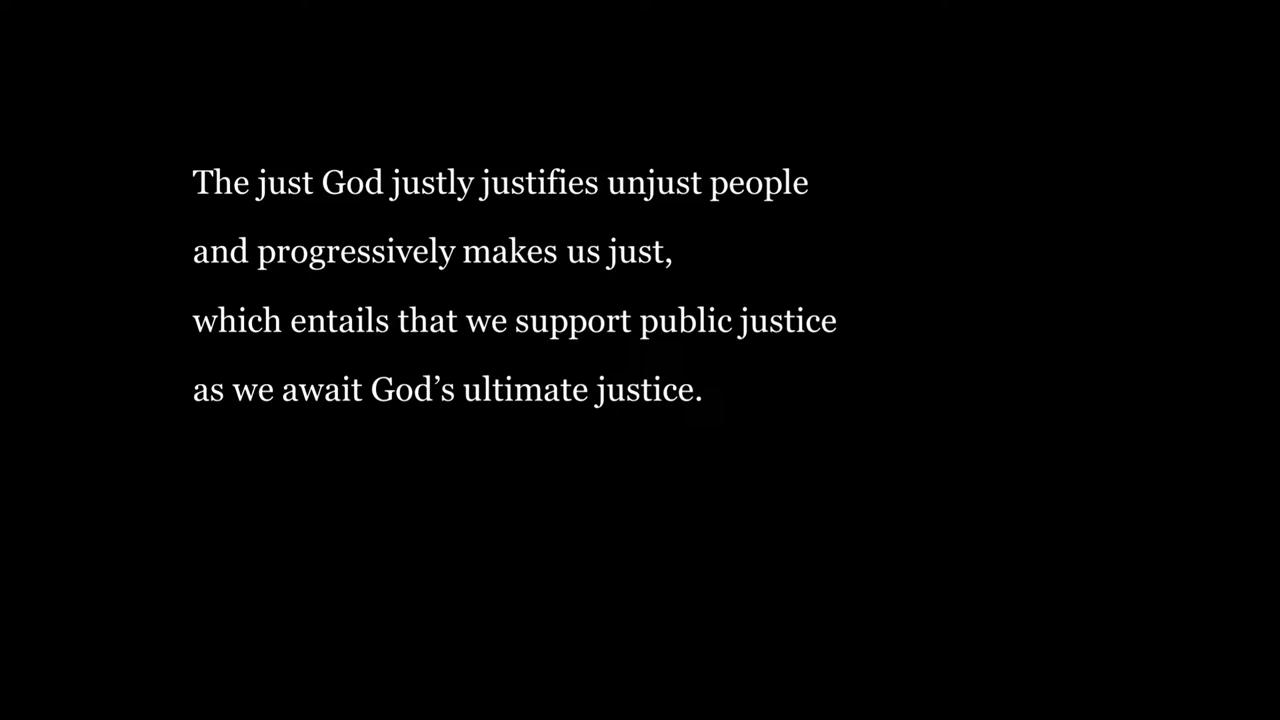 The just God justly justifies unjust people
and progressively makes us just,
which entails that we support public justice
as we await God’s ultimate justice.